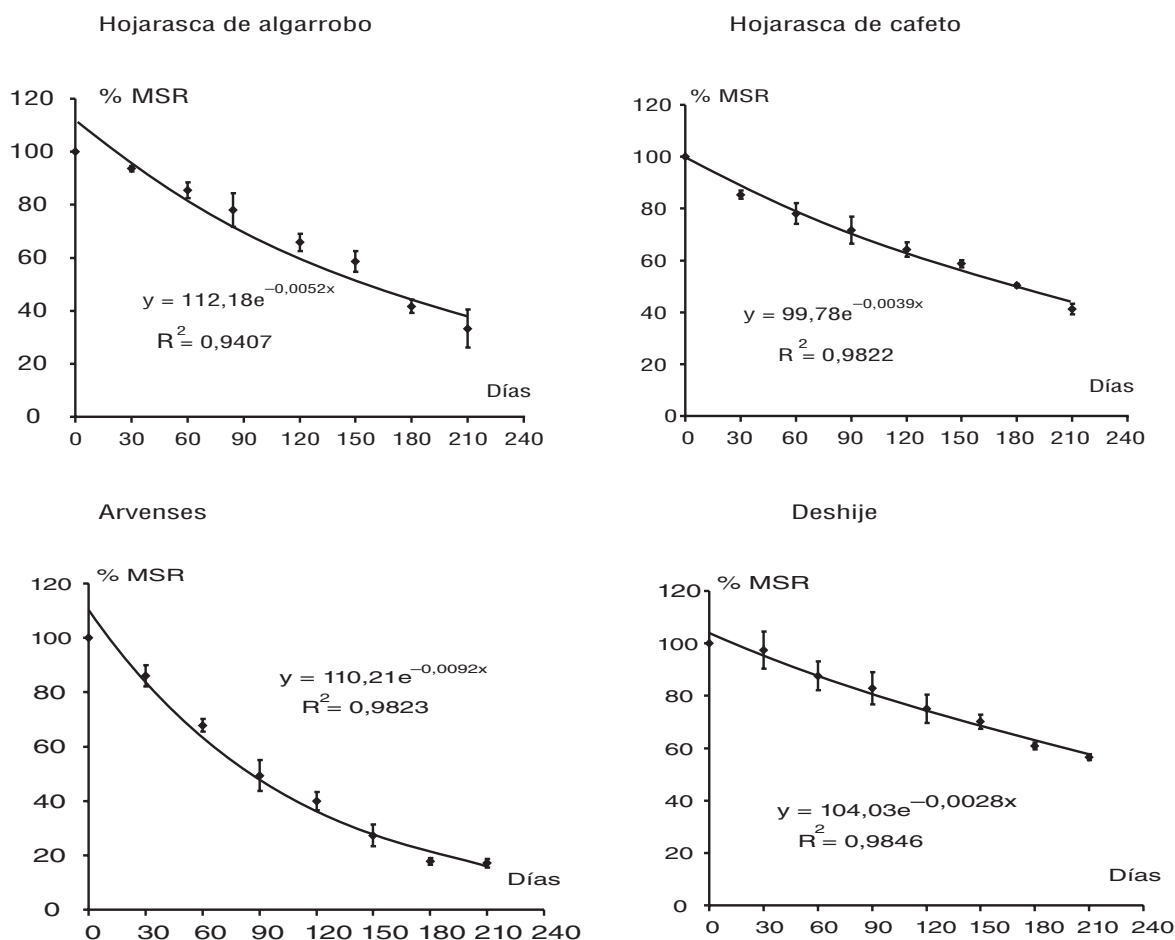 Hojarasca de algarrobo
% MSR
120
100
80
60
40
20
0
y = 112,18e^−0,0052x
R² = 0,9407
Días
0 30 60 90 120 150 180 210 240
Hojarasca de cafeto
% MSR
120
100
80
60
40
20
0
y = 99,78e^−0,0039x
R² = 0,9822
Días
0 30 60 90 120 150 180 210 240
Arvenses
% MSR
120
100
80
60
40
20
0
y = 110,21e^−0,0092x
R² = 0,9823
Días
0 30 60 90 120 150 180 210 240
Deshije
% MSR
120
100
80
60
40
20
0
y = 104,03e^−0,0028x
R² = 0,9846
Días
0 30 60 90 120 150 180 210 240